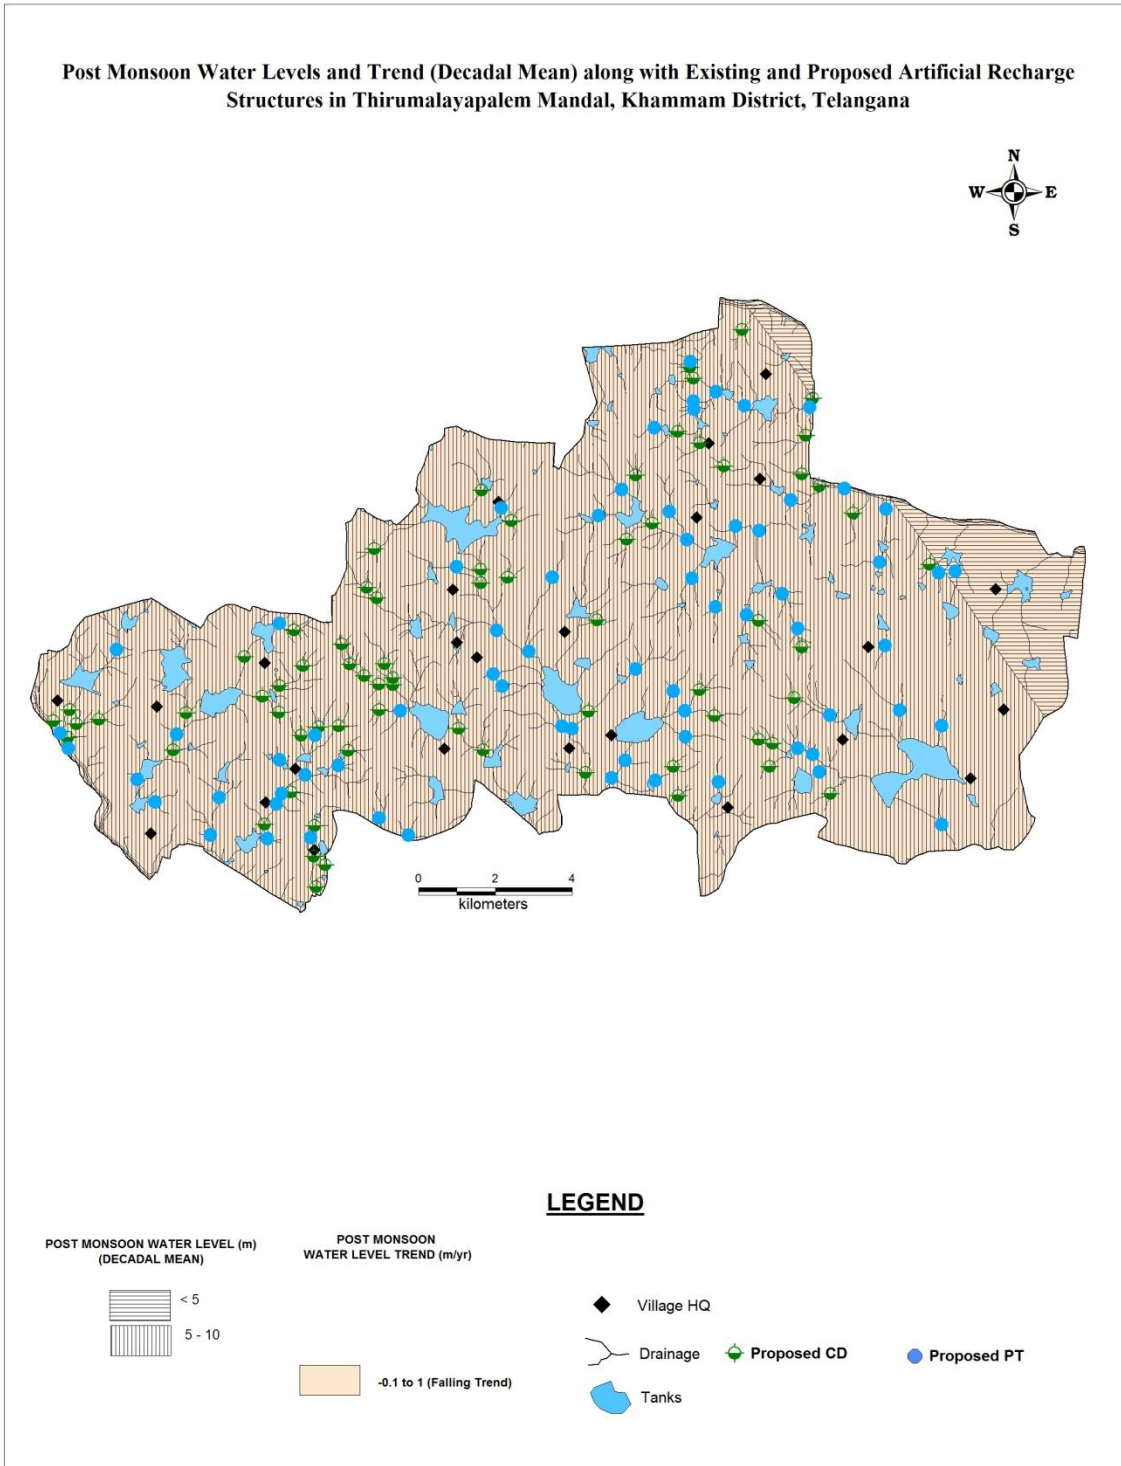 Post Monsoon Water Levels and Trend (Decadal Mean) along with Existing and Proposed Artificial Recharge
Structures in Thirumalayapalem Mandal, Khammam District, Telangana
N
W E
S
0 2 4
kilometers
LEGEND
POST MONSOON WATER LEVEL (m)
(DECADAL MEAN)
< 5
5 - 10
POST MONSOON
WATER LEVEL TREND (m/yr)
-0.1 to 1 (Falling Trend)
Village HQ
Drainage
Proposed CD
Proposed PT
Tanks